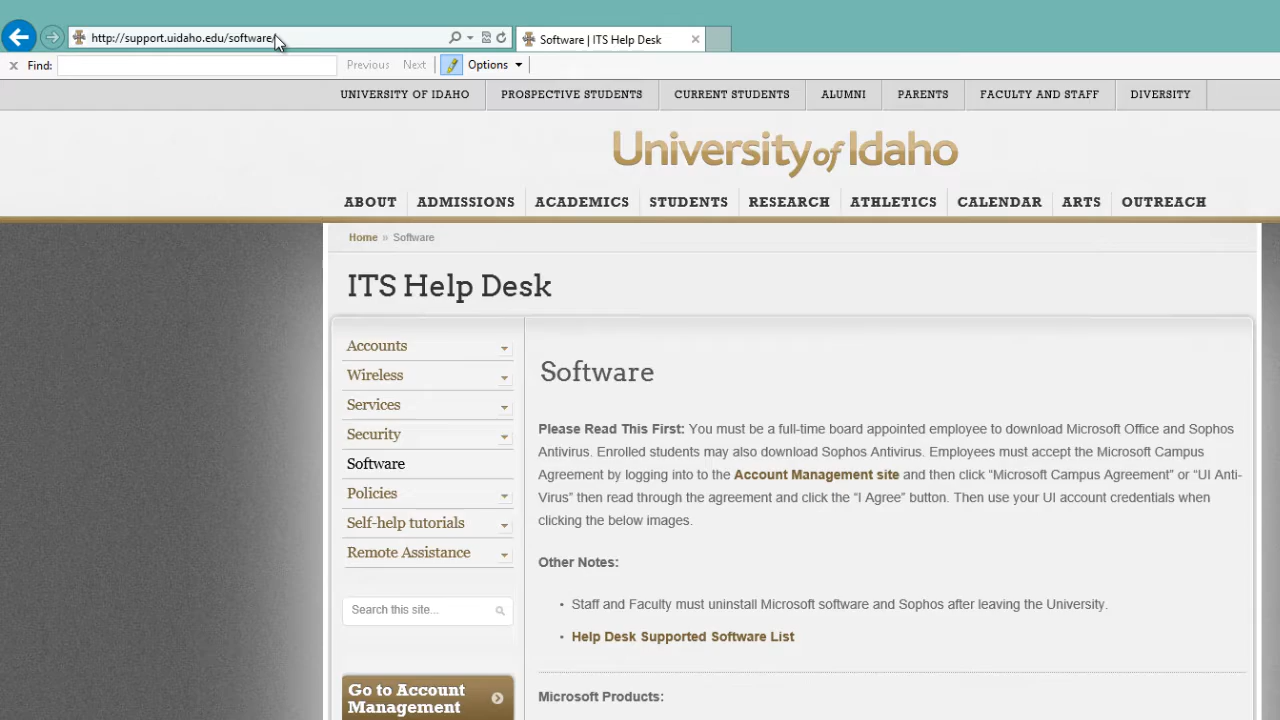 http://support.uidaho.edu/software/
Software | ITS Help Desk
Find:
Previous Next Options
UNIVERSITY OF IDAHO PROSPECTIVE STUDENTS CURRENT STUDENTS ALUMNI PARENTS FACULTY AND STAFF DIVERSITY
University of Idaho
ABOUT ADMISSIONS ACADEMICS STUDENTS RESEARCH ATHLETICS CALENDAR ARTS OUTREACH
Home » Software
ITS Help Desk
Accounts
Wireless
Services
Security
Software
Policies
Self-help tutorials
Remote Assistance
Search this site...
Go to Account
Management
Software
Please Read This First: You must be a full-time board appointed employee to download Microsoft Office and Sophos
Antivirus. Enrolled students may also download Sophos Antivirus. Employees must accept the Microsoft Campus
Agreement by logging into to the Account Management site and then click “Microsoft Campus Agreement” or “UI Anti-
Virus” then read through the agreement and click the “I Agree” button. Then use your UI account credentials when
clicking the below images.
Other Notes:
• Staff and Faculty must uninstall Microsoft software and Sophos after leaving the University.
• Help Desk Supported Software List
Microsoft Products: